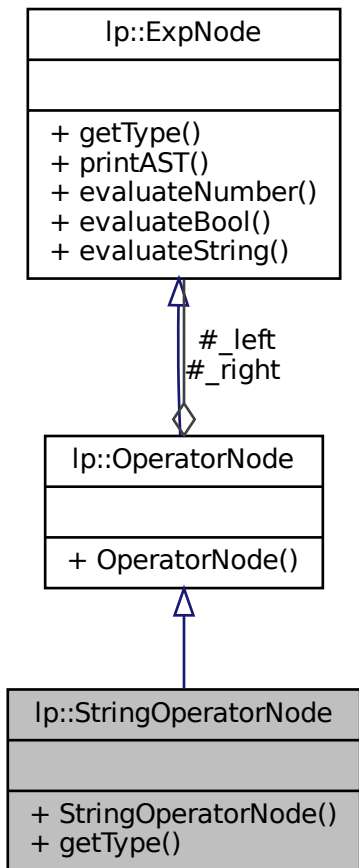 lp::ExpNode
+ getType()
+ printAST()
+ evaluateNumber()
+ evaluateBool()
+ evaluateString()
#_left
#_right
lp::OperatorNode
+ OperatorNode()
lp::StringOperatorNode
+ StringOperatorNode()
+ getType()